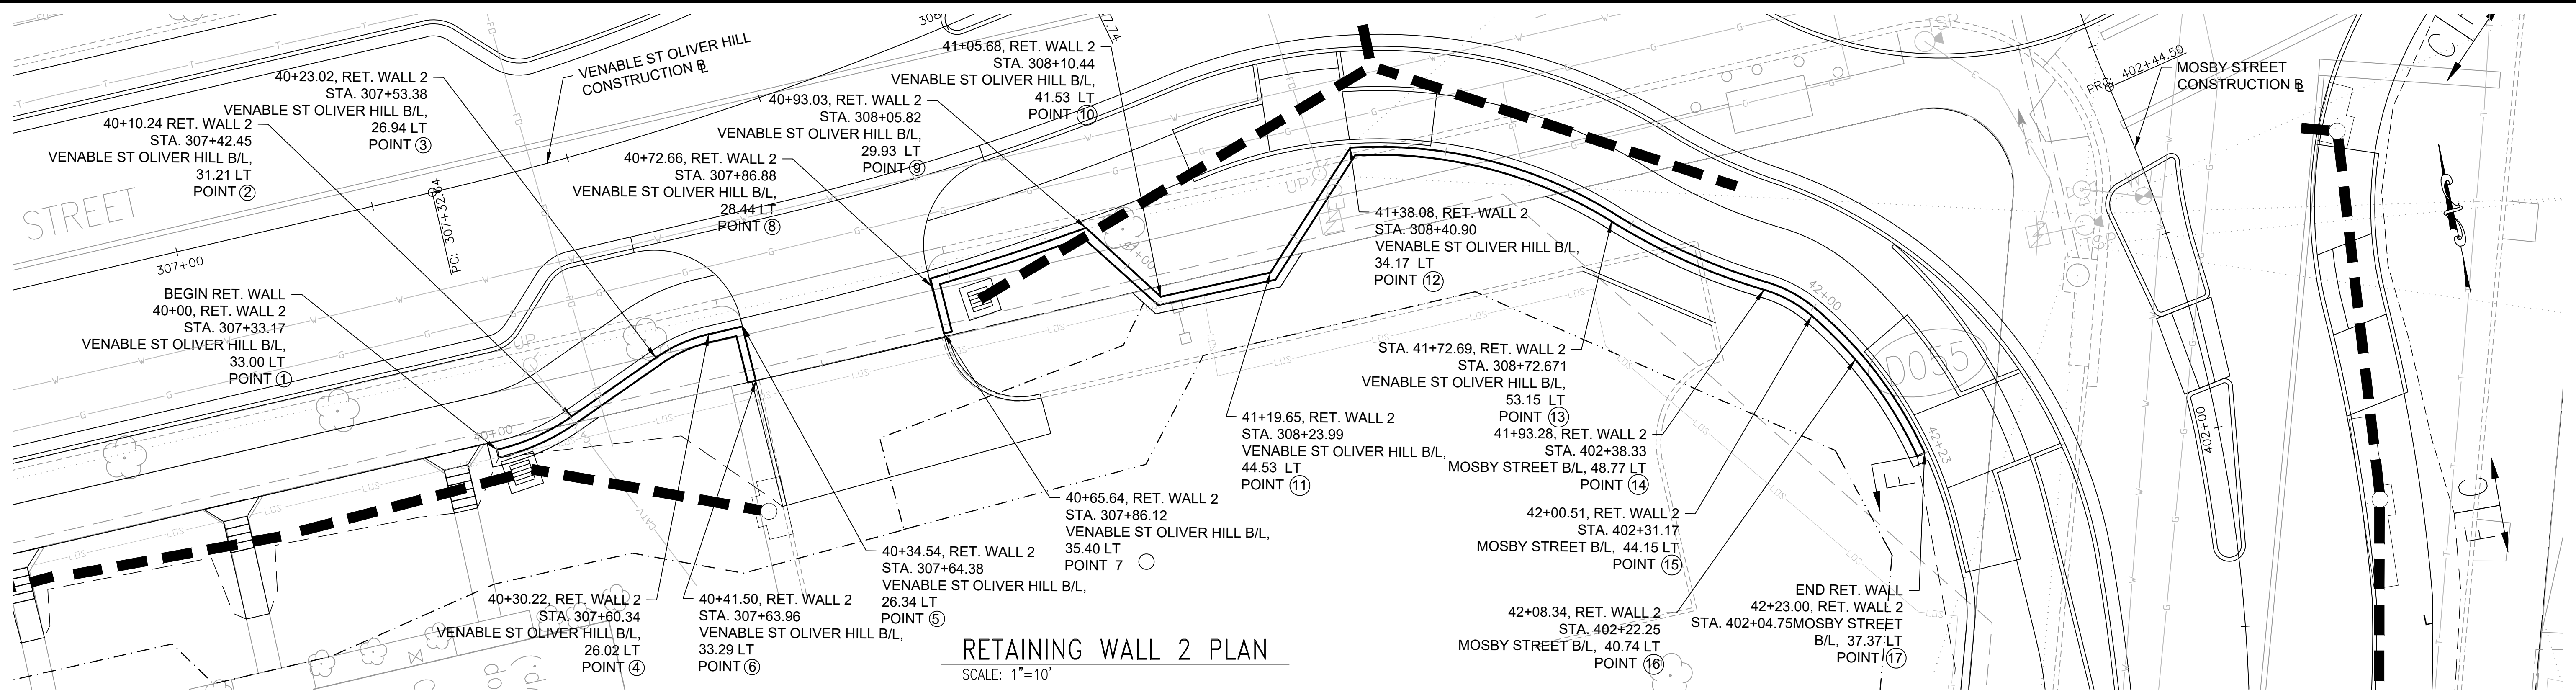 VENABLE ST OLIVER HILL
CONSTRUCTION BL
40+23.02, RET. WALL 2
STA. 307+53.38
VENABLE ST OLIVER HILL B/L,
26.94 LT
POINT 3
40+10.24 RET. WALL 2
STA. 307+42.45
VENABLE ST OLIVER HILL B/L,
31.21 LT
POINT 2
STREET
307+00
PC: 307+32.84
BEGIN RET. WALL
40+00, RET. WALL 2
STA. 307+33.17
VENABLE ST OLIVER HILL B/L,
33.00 LT
POINT 1
41+05.68, RET. WALL 2
STA. 308+10.44
VENABLE ST OLIVER HILL B/L,
41.53 LT
POINT 10
40+93.03, RET. WALL 2
STA. 308+05.82
VENABLE ST OLIVER HILL B/L,
29.93 LT
POINT 9
40+72.66, RET. WALL 2
STA. 307+86.88
VENABLE ST OLIVER HILL B/L,
28.44 LT
POINT 8
UP
UP
40+00
41+00
41+38.08, RET. WALL 2
STA. 308+40.90
VENABLE ST OLIVER HILL B/L,
34.17 LT
POINT 12
STA. 41+72.69, RET. WALL 2
STA. 308+72.671
VENABLE ST OLIVER HILL B/L,
53.15 LT
POINT 13
41+19.65, RET. WALL 2
STA. 308+23.99
VENABLE ST OLIVER HILL B/L,
44.53 LT
POINT 11
41+93.28, RET. WALL 2
STA. 402+38.33
MOSBY STREET B/L, 48.77 LT
POINT 14
40+65.64, RET. WALL 2
STA. 307+86.12
VENABLE ST OLIVER HILL B/L,
35.40 LT
POINT 7
42+00.51, RET. WALL 2
STA. 402+31.17
MOSBY STREET B/L, 44.15 LT
POINT 15
40+34.54, RET. WALL 2
STA. 307+64.38
VENABLE ST OLIVER HILL B/L,
26.34 LT
POINT 5
40+30.22, RET. WALL 2
STA. 307+60.34
VENABLE ST OLIVER HILL B/L,
26.02 LT
POINT 4
40+41.50, RET. WALL 2
STA. 307+63.96
VENABLE ST OLIVER HILL B/L,
33.29 LT
POINT 6
42+08.34, RET. WALL 2
STA. 402+22.25
MOSBY STREET B/L, 40.74 LT
POINT 16
END RET. WALL
42+23.00, RET. WALL 2
STA. 402+04.75MOSBY STREET
B/L, 37.37 LT
POINT 17
42+00
42+23
D055
TSP
TSP
PRC: 402+44.50
MOSBY STREET
CONSTRUCTION BL
402+00
CATV
RETAINING WALL 2 PLAN
SCALE: 1"=10'